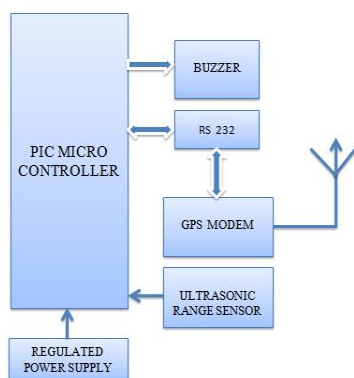 PIC MICRO
CONTROLLER
BUZZER
RS 232
GPS MODEM
ULTRASONIC
RANGE SENSOR
REGULATED
POWER SUPPLY